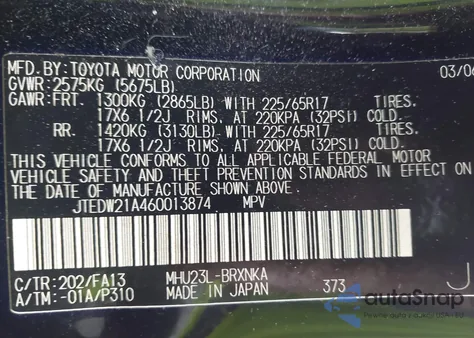 MFD.BY:TOYOTA MOTOR CORPORATION 03/06
GVWR:2575KG (5675LB)
GAWR:FRT. 1300KG (2865LB) WITH 225/65R17 TIRES.
17X6 1/2J RIMS. AT 220KPA (32PSI) COLD.
RR. 1420KG (3130LB) WITH 225/65R17 TIRES.
17X6 1/2J RIMS. AT 220KPA (32PSI) COLD.
THIS VEHICLE CONFORMS TO ALL APPLICABLE FEDERAL MOTOR
VEHICLE SAFETY AND THEFT PREVENTION STANDARDS IN EFFECT ON
THE DATE OF MANUFACTURE SHOWN ABOVE.
JTEDW21A460013874 MPV
C/TR:202/FA13 MHU23L-BRXNKA
A/TM:-01A/P310 MADE IN JAPAN 373 J
autoSnap